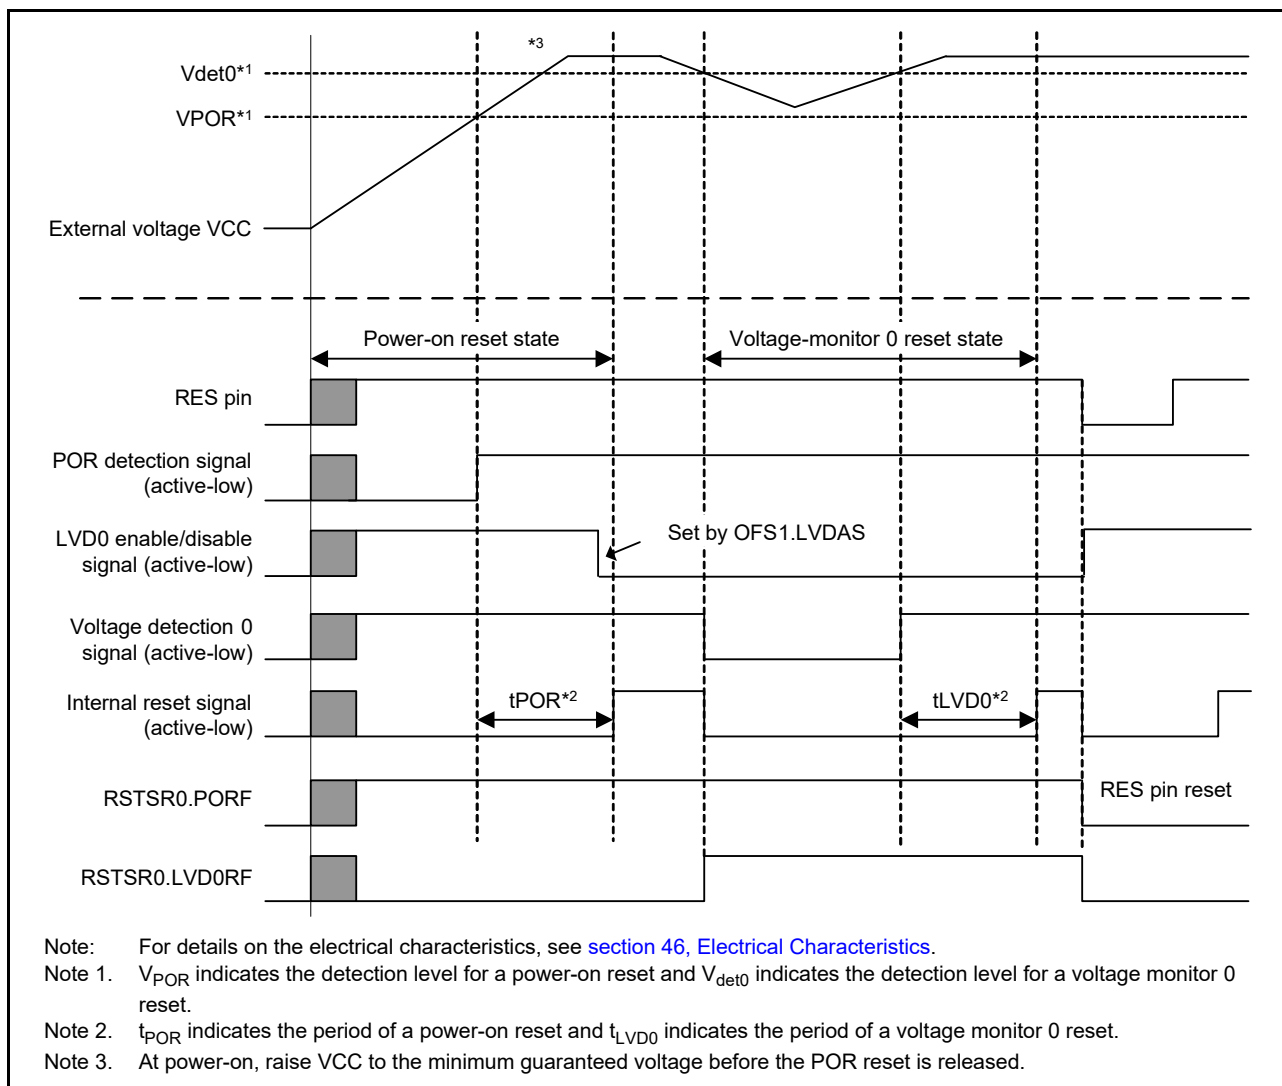 *3
Vdet0*1
VPOR*1
External voltage VCC
Power-on reset state
Voltage-monitor 0 reset state
RES pin
POR detection signal
(active-low)
LVD0 enable/disable
signal (active-low)
Set by OFS1.LVDAS
Voltage detection 0
signal (active-low)
Internal reset signal
(active-low)
tPOR*2
tLVD0*2
RSTSR0.PORF
RES pin reset
RSTSR0.LVD0RF
Note: For details on the electrical characteristics, see section 46, Electrical Characteristics.
Note 1. VPOR indicates the detection level for a power-on reset and Vdet0 indicates the detection level for a voltage monitor 0
reset.
Note 2. tPOR indicates the period of a power-on reset and tLVD0 indicates the period of a voltage monitor 0 reset.
Note 3. At power-on, raise VCC to the minimum guaranteed voltage before the POR reset is released.